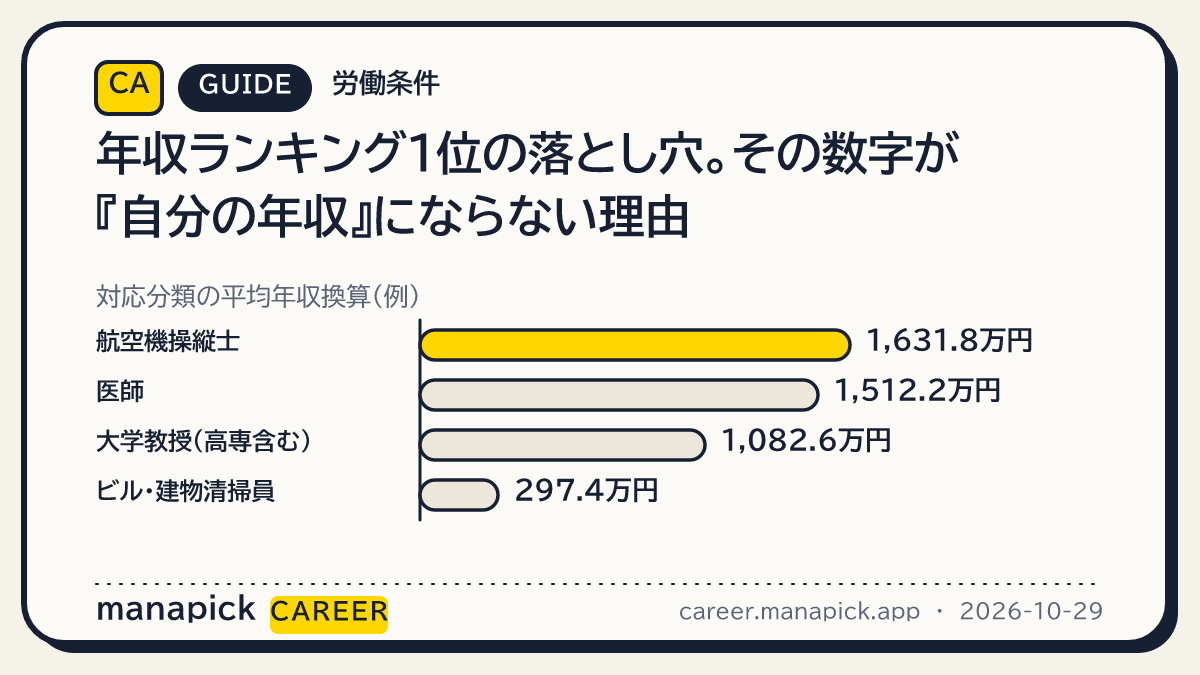 CA GUIDE 労働条件
年収ランキング1位の落とし穴。その数字が
『自分の年収』にならない理由
対応分類の平均年収換算(例)
航空機操縦士 1,631.8万円
医師 1,512.2万円
大学教授(高専含む) 1,082.6万円
ビル・建物清掃員 297.4万円
manapick CAREER career.manapick.app ・ 2026-10-29